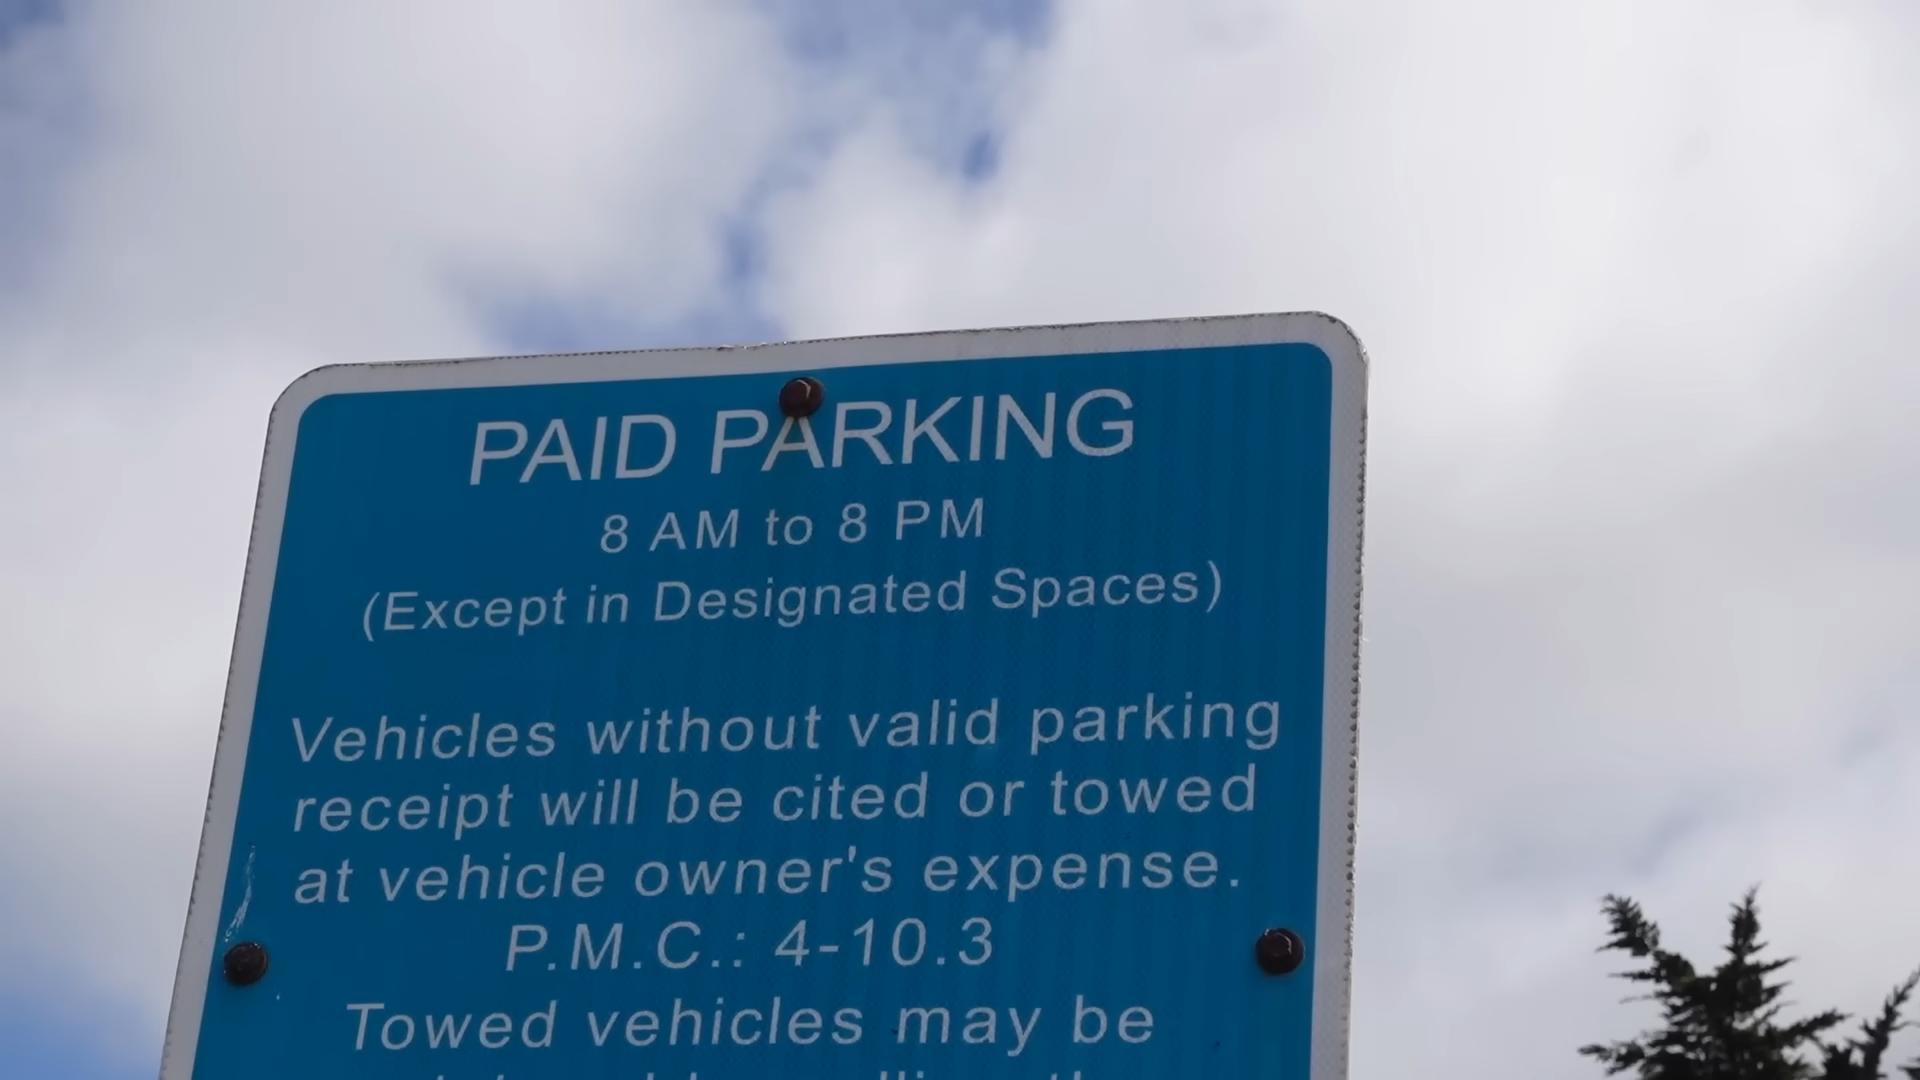 PAID PARKING
8 AM to 8 PM
(Except in Designated Spaces)
Vehicles without valid parking
receipt will be cited or towed
at vehicle owner's expense.
P.M.C.: 4-10.3
Towed vehicles may be